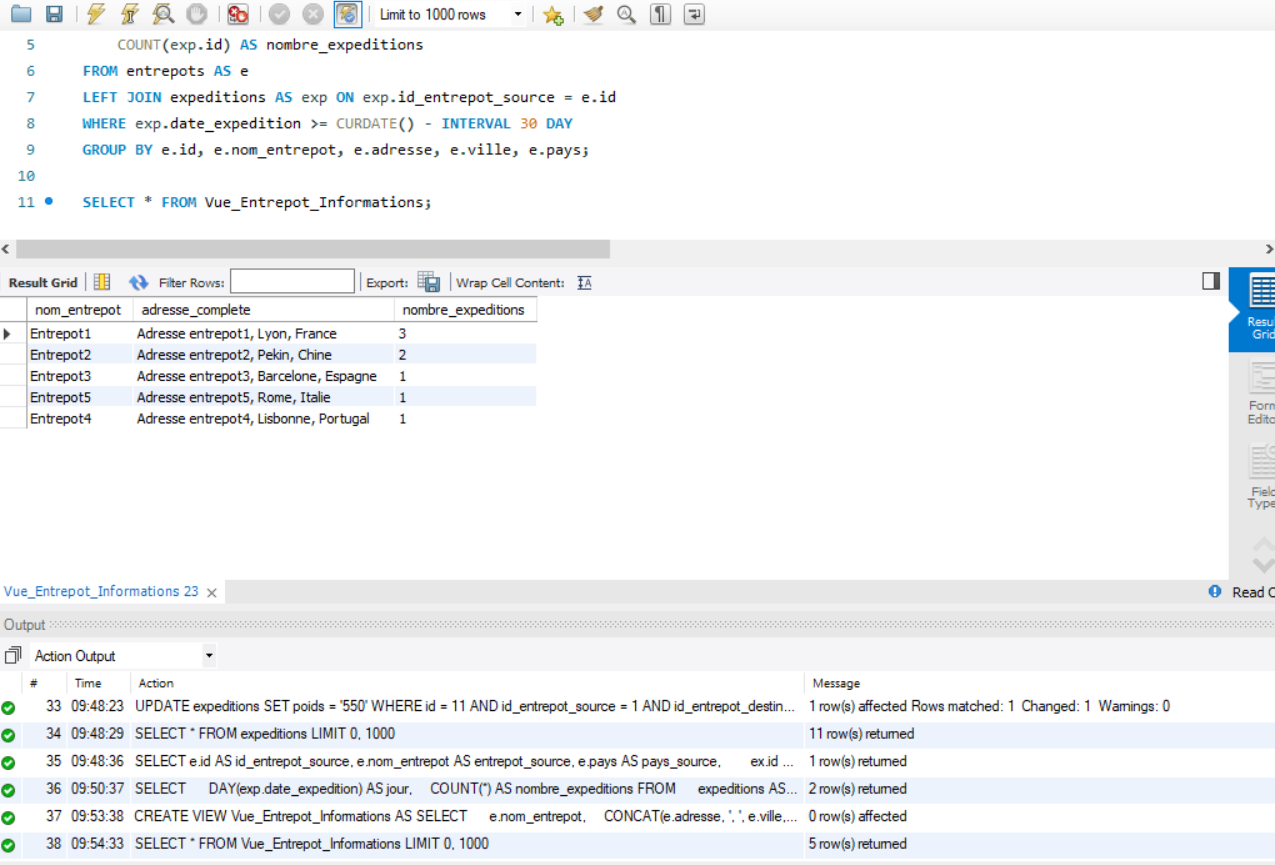 Limit to 1000 rows
5 COUNT(exp.id) AS nombre_expeditions
6 FROM entrepots AS e
7 LEFT JOIN expeditions AS exp ON exp.id_entrepot_source = e.id
8 WHERE exp.date_expedition >= CURDATE() - INTERVAL 30 DAY
9 GROUP BY e.id, e.nom_entrepot, e.adresse, e.ville, e.pays;
10
11 SELECT * FROM Vue_Entrepot_Informations;
Result Grid Filter Rows: Export: Wrap Cell Content:
nom_entrepot adresse_complete nombre_expeditions
Entrepot1 Adresse entrepot1, Lyon, France 3
Entrepot2 Adresse entrepot2, Pekin, Chine 2
Entrepot3 Adresse entrepot3, Barcelone, Espagne 1
Entrepot5 Adresse entrepot5, Rome, Italie 1
Entrepot4 Adresse entrepot4, Lisbonne, Portugal 1
Resul
Grid
Form
Edito
Field
Type
Vue_Entrepot_Informations 23
Read O
Output
Action Output
# Time Action Message
33 09:48:23 UPDATE expeditions SET poids = '550' WHERE id = 11 AND id_entrepot_source = 1 AND id_entrepot_destin... 1 row(s) affected Rows matched: 1 Changed: 1 Warnings: 0
34 09:48:29 SELECT * FROM expeditions LIMIT 0, 1000 11 row(s) returned
35 09:48:36 SELECT e.id AS id_entrepot_source, e.nom_entrepot AS entrepot_source, e.pays AS pays_source, ex.id ... 1 row(s) returned
36 09:50:37 SELECT DAY(exp.date_expedition) AS jour, COUNT(*) AS nombre_expeditions FROM expeditions AS... 2 row(s) returned
37 09:53:38 CREATE VIEW Vue_Entrepot_Informations AS SELECT e.nom_entrepot, CONCAT(e.adresse, ', ', e.ville,... 0 row(s) affected
38 09:54:33 SELECT * FROM Vue_Entrepot_Informations LIMIT 0, 1000 5 row(s) returned